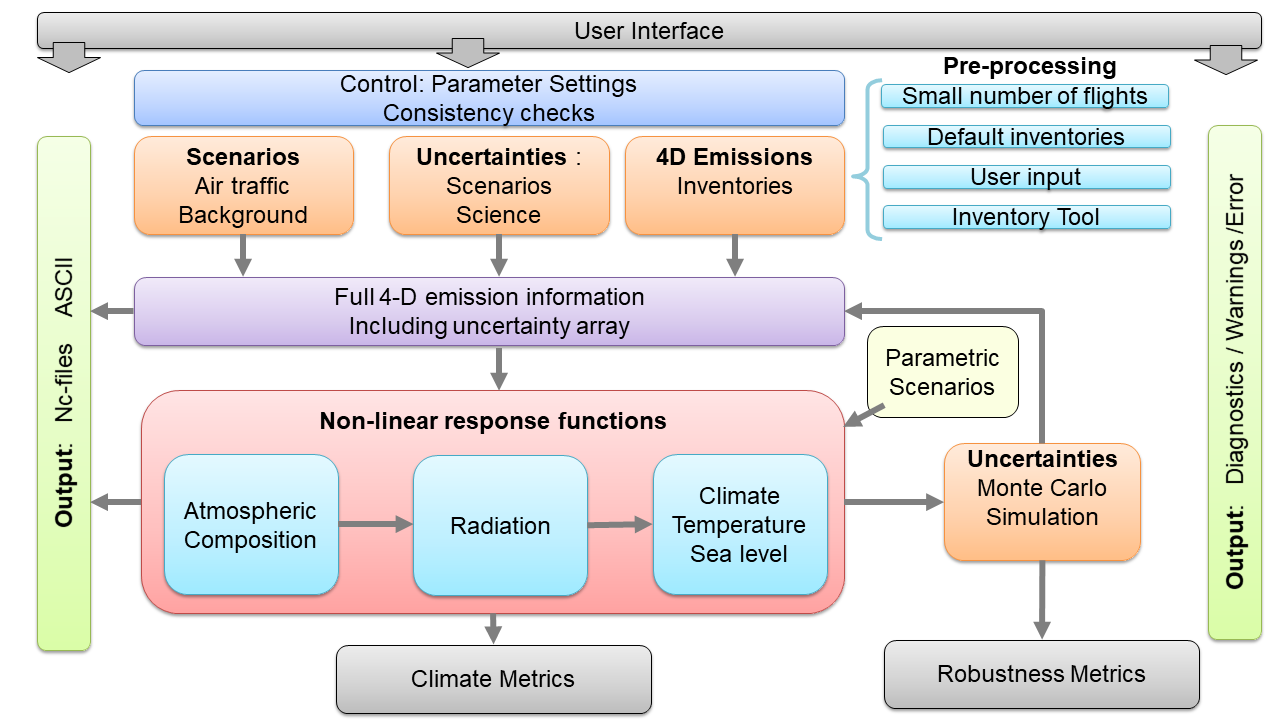 User Interface
Control: Parameter Settings
Consistency checks
Pre-processing
Small number of flights
Default inventories
User input
Inventory Tool
Scenarios
Air traffic
Background
Uncertainties :
Scenarios
Science
4D Emissions
Inventories
Full 4-D emission information
Including uncertainty array
Parametric
Scenarios
Non-linear response functions
Atmospheric
Composition
Radiation
Climate
Temperature
Sea level
Uncertainties
Monte Carlo
Simulation
Climate Metrics
Robustness Metrics
Output: Nc-files ASCII
Output: Diagnostics / Warnings /Error